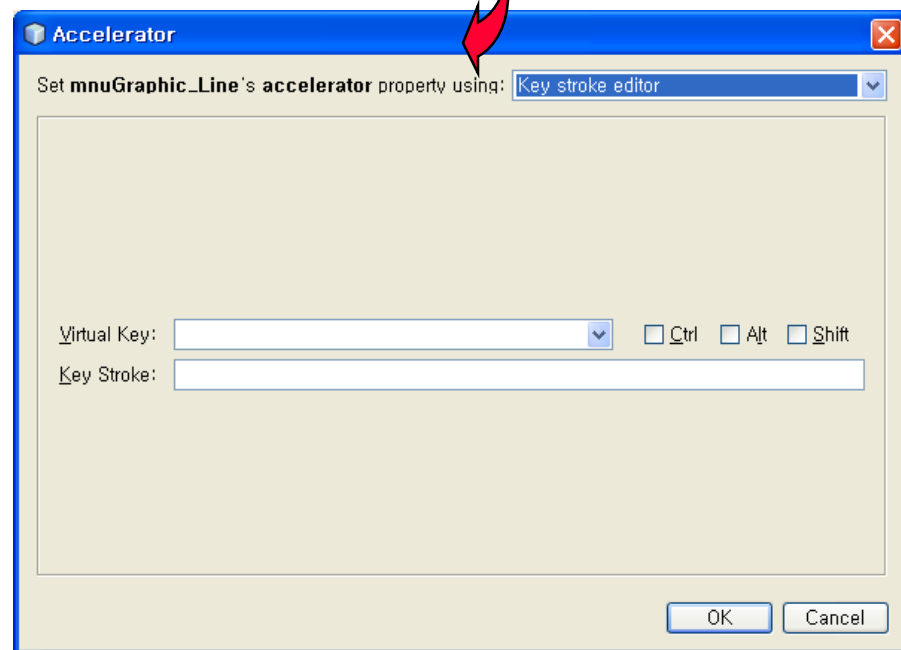 Accelerator
Set mnuGraphic_Line's accelerator property using: Key stroke editor
Virtual Key: Ctrl Alt Shift
Key Stroke:
OK Cancel